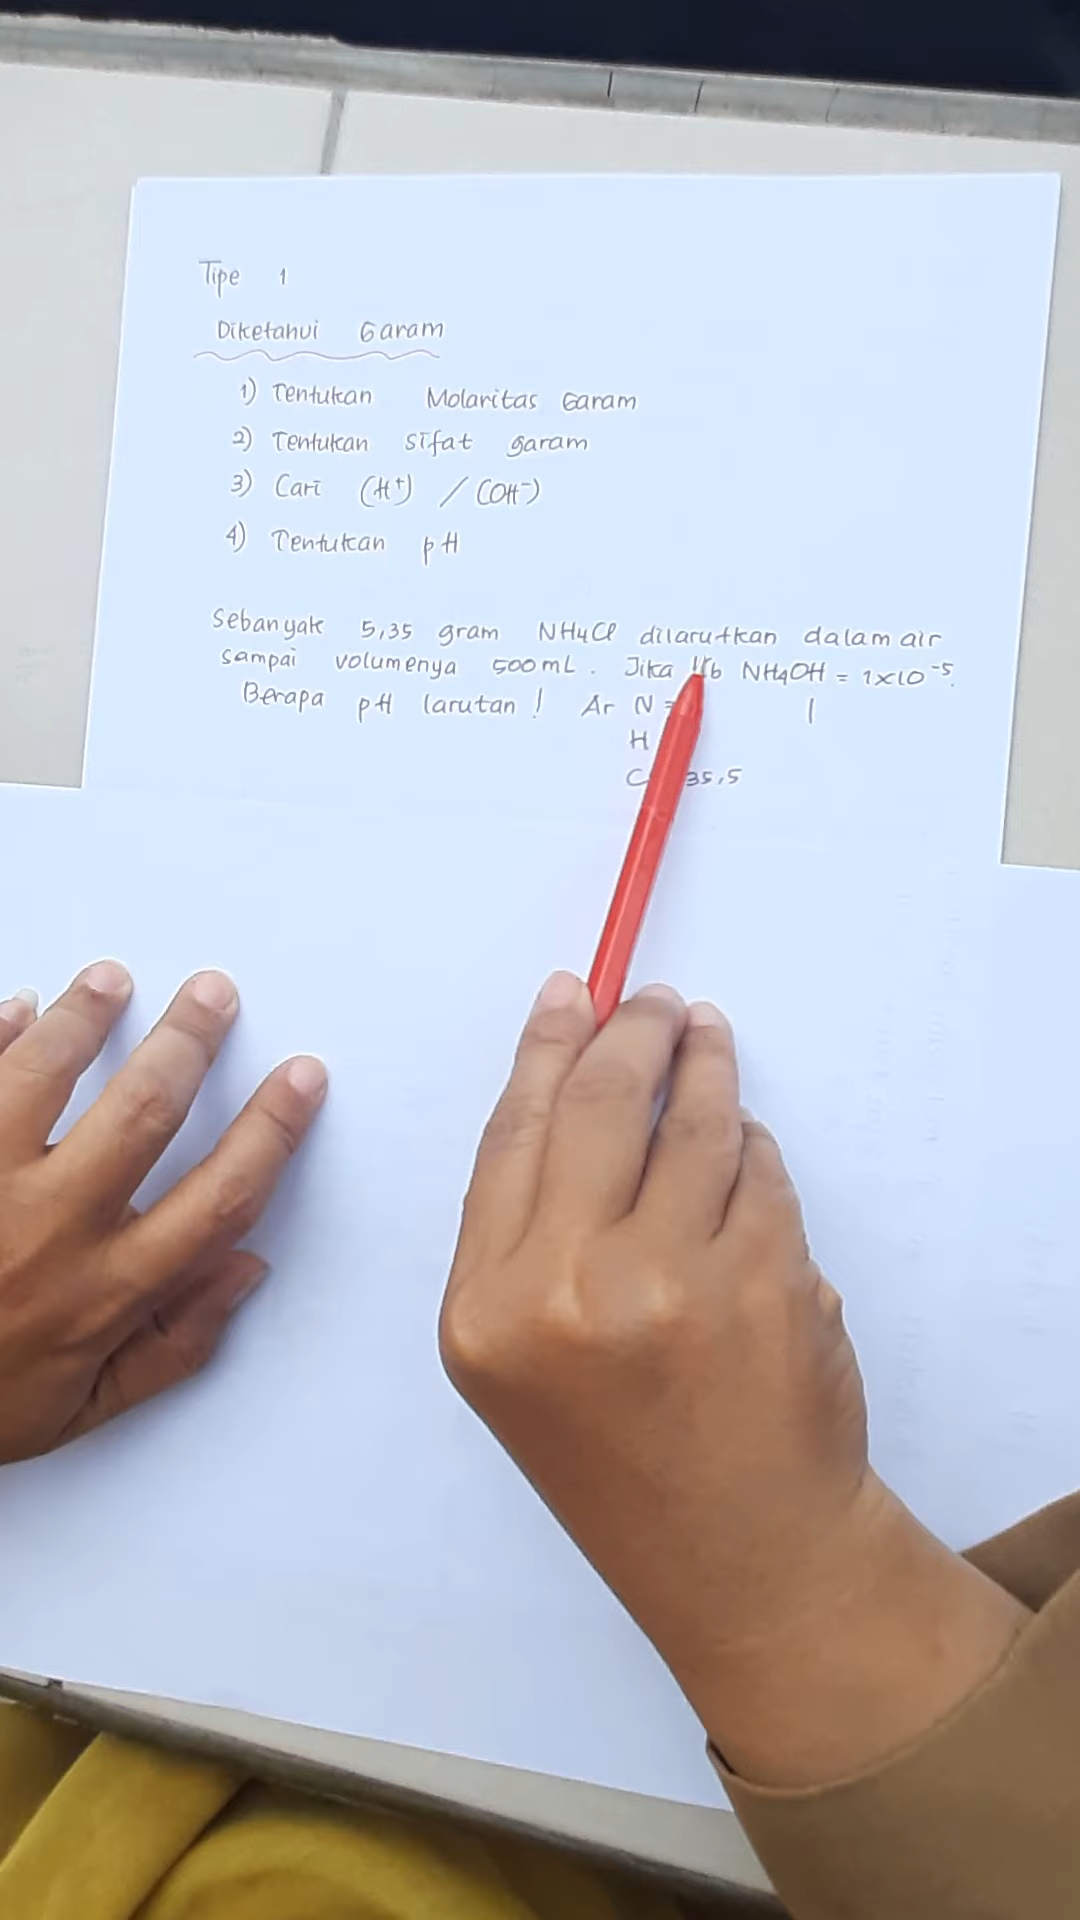 Tipe 1
Diketahui Garam
1) Tentukan Molaritas Garam
2) Tentukan sifat garam
3) Cari (H⁺) / (OH⁻)
4) Tentukan pH
Sebanyak 5,35 gram NH4Cl dilarutkan dalam air
sampai volumenya 500 mL. Jika NH4OH = 1x10⁻⁵.
Berapa pH larutan! Ar N =
H
35,5